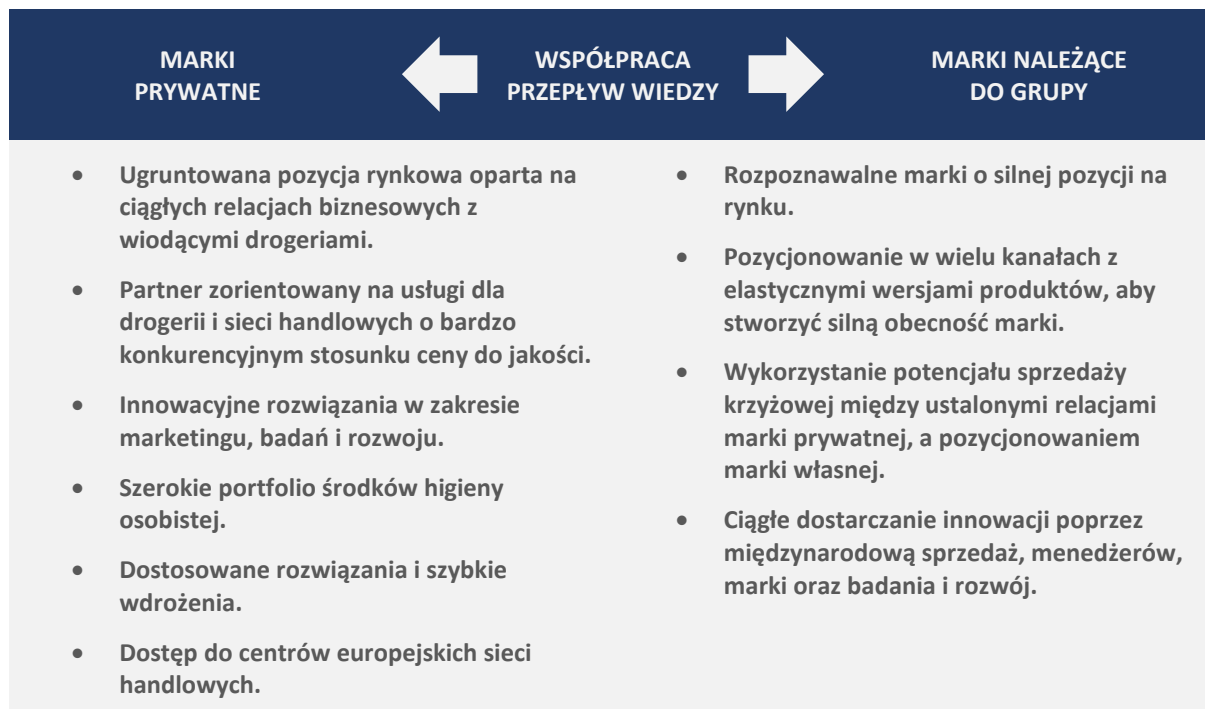 MARKI
PRYWATNE
WSPÓŁPRACA
PRZEPŁYW WIEDZY
MARKI NALEŻĄCE
DO GRUPY
• Ugruntowana pozycja rynkowa oparta na
ciągłych relacjach biznesowych z
wiodącymi drogeriami.
• Partner zorientowany na usługi dla
drogerii i sieci handlowych o bardzo
konkurencyjnym stosunku ceny do jakości.
• Innowacyjne rozwiązania w zakresie
marketingu, badań i rozwoju.
• Szerokie portfolio środków higieny
osobistej.
• Dostosowane rozwiązania i szybkie
wdrożenia.
• Dostęp do centrów europejskich sieci
handlowych.
• Rozpoznawalne marki o silnej pozycji na
rynku.
• Pozycjonowanie w wielu kanałach z
elastycznymi wersjami produktów, aby
stworzyć silną obecność marki.
• Wykorzystanie potencjału sprzedaży
krzyżowej między ustalonymi relacjami
marki prywatnej, a pozycjonowaniem
marki własnej.
• Ciągłe dostarczanie innowacji poprzez
międzynarodową sprzedaż, menedżerów,
marki oraz badania i rozwój.